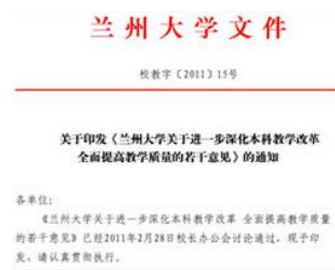 兰州大学文件
校教字〔2011〕15号
关于印发《兰州大学关于进一步深化本科教学改革
全面提高教学质量的若干意见》的通知
各单位:
《兰州大学关于进一步深化本科教学改革 全面提高教学质量
的若干意见》已经2011年2月28日校长办公会讨论通过,现予印
发,请认真贯彻执行。